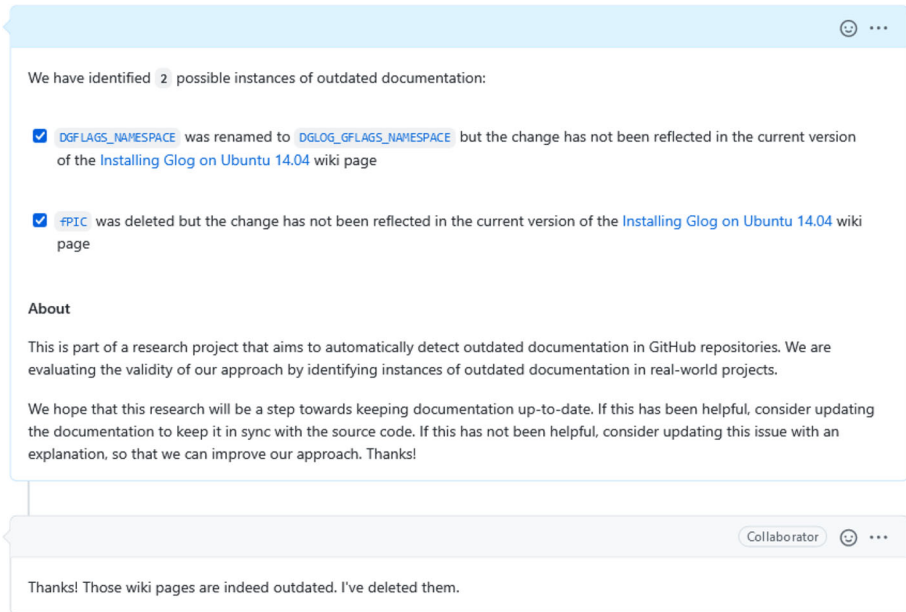 We have identified 2 possible instances of outdated documentation:
DGFLAGS_NAMESPACE was renamed to DGLOG_GFLAGS_NAMESPACE but the change has not been reflected in the current version
of the Installing Glog on Ubuntu 14.04 wiki page
fPIC was deleted but the change has not been reflected in the current version of the Installing Glog on Ubuntu 14.04 wiki
page
About
This is part of a research project that aims to automatically detect outdated documentation in GitHub repositories. We are
evaluating the validity of our approach by identifying instances of outdated documentation in real-world projects.
We hope that this research will be a step towards keeping documentation up-to-date. If this has been helpful, consider updating
the documentation to keep it in sync with the source code. If this has not been helpful, consider updating this issue with an
explanation, so that we can improve our approach. Thanks!
Collaborator
Thanks! Those wiki pages are indeed outdated. I've deleted them.